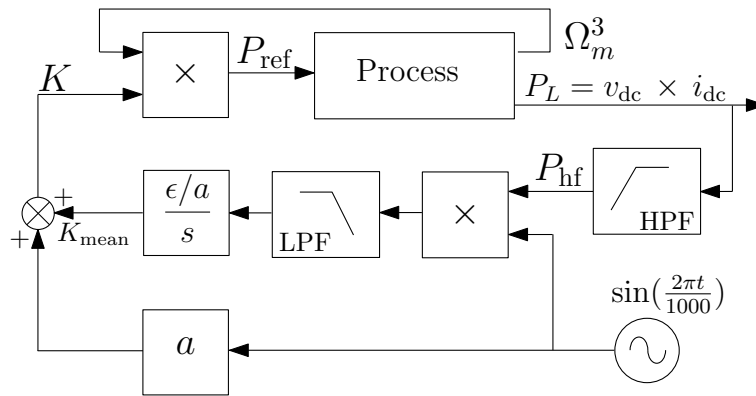 Ω_m^3
P_ref
×
Process
K
P_L = v_dc × i_dc
P_hf
ϵ/a
s
×
HPF
LPF
+
K_mean
+
sin(2πt/1000)
a